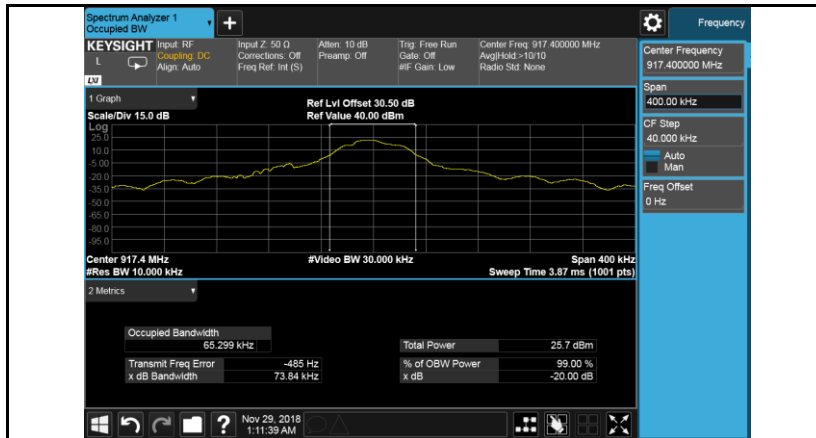 Spectrum Analyzer 1
Occupied BW
+
Frequency
KEYSIGHT
L
LXI
Input: RF
Coupling: DC
Align: Auto
Input Z: 50 Ω
Corrections: Off
Freq Ref: Int (S)
Atten: 10 dB
Preamp: Off
Trig: Free Run
Gate: Off
#IF Gain: Low
Center Freq: 917.400000 MHz
Avg|Hold:>10/10
Radio Std: None
Center Frequency
917.400000 MHz
Span
400.00 kHz
CF Step
40.000 kHz
Auto
Man
Freq Offset
0 Hz
1 Graph
Scale/Div 15.0 dB
Ref Lvl Offset 30.50 dB
Ref Value 40.00 dBm
Log
25.0
10.0
-5.00
-20.0
-35.0
-50.0
-65.0
-80.0
-95.0
Center 917.4 MHz
#Video BW 30.000 kHz
Span 400 kHz
#Res BW 10.000 kHz
Sweep Time 3.87 ms (1001 pts)
2 Metrics
Occupied Bandwidth
65.299 kHz
Total Power 25.7 dBm
Transmit Freq Error -485 Hz
% of OBW Power 99.00 %
x dB Bandwidth 73.84 kHz
x dB -20.00 dB
?
Nov 29, 2018
1:11:39 AM